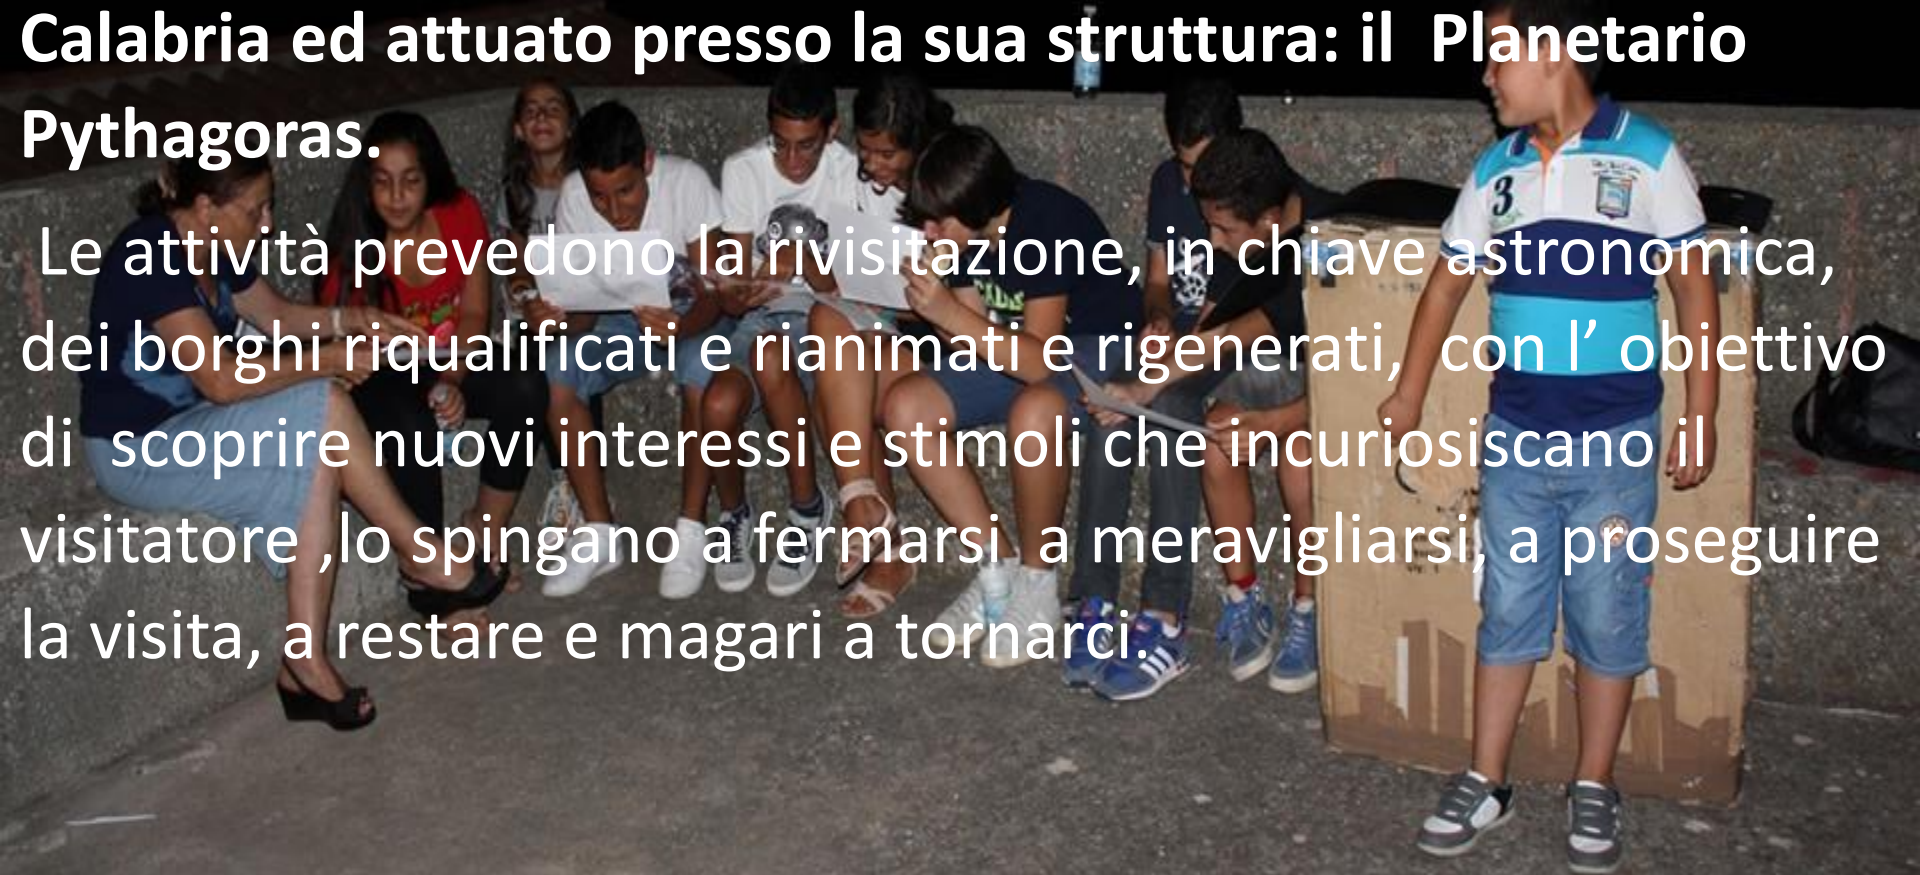 Calabria ed attuato presso la sua struttura: il  Planetario
Pythagoras.
Le attività prevedono la rivisitazione, in chiave astronomica,
dei borghi riqualificati e rianimati e rigenerati,  con l’ obiettivo
di  scoprire nuovi interessi e stimoli che incuriosiscano il
visitatore ,lo spingano a fermarsi  a meravigliarsi, a proseguire
la visita, a restare e magari a tornarci.
3